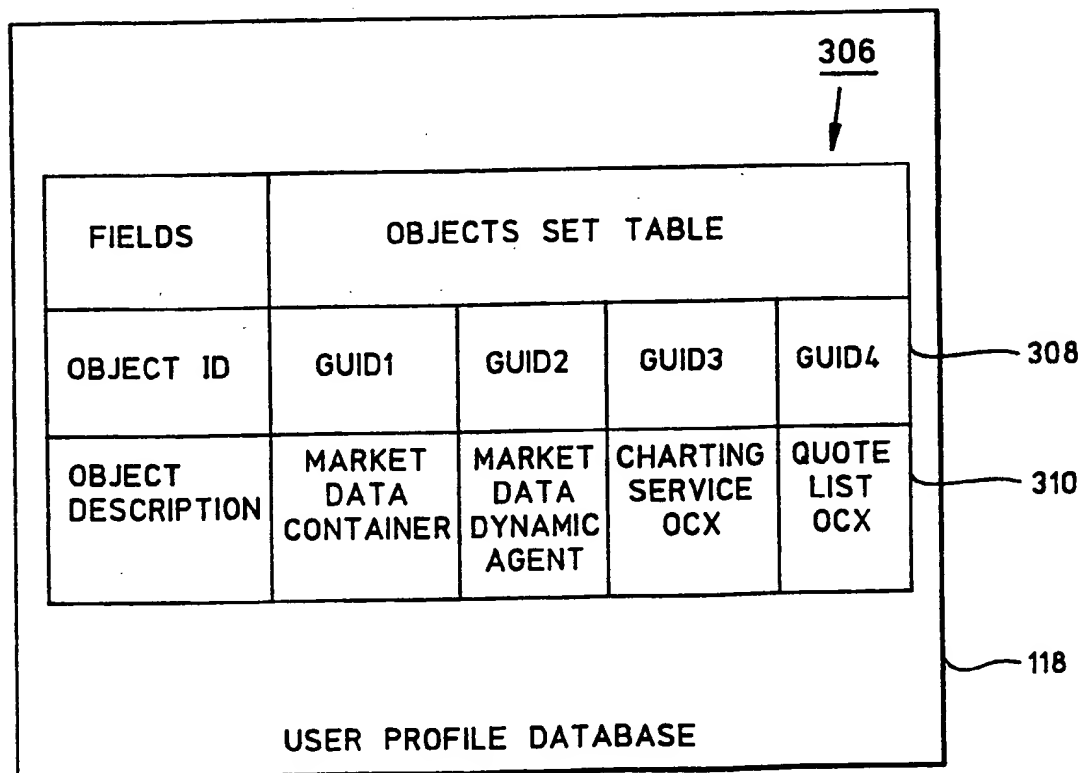 306
FIELDS
OBJECTS SET TABLE
OBJECT ID
GUID1
GUID2
GUID3
GUID4
308
OBJECT
DESCRIPTION
MARKET
DATA
CONTAINER
MARKET
DATA
DYNAMIC
AGENT
CHARTING
SERVICE
OCX
QUOTE
LIST
OCX
310
118
USER PROFILE DATABASE